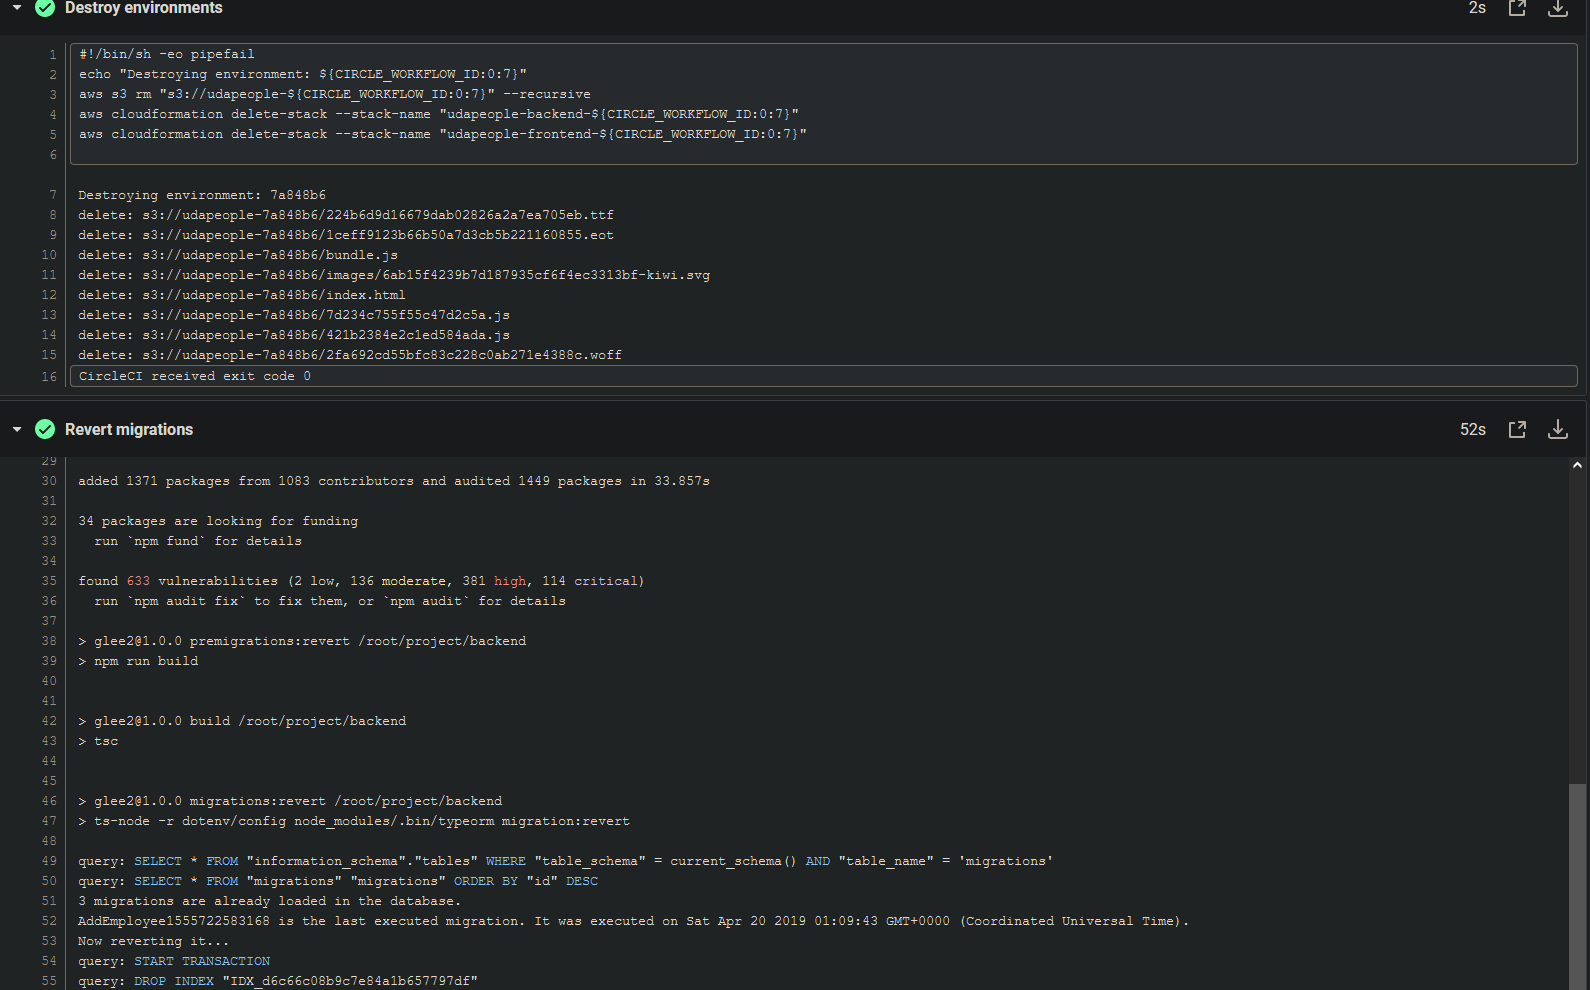 Destroy environments
2s
1 #!/bin/sh -eo pipefail
2 echo "Destroying environment: ${CIRCLE_WORKFLOW_ID:0:7}"
3 aws s3 rm "s3://udapeople-${CIRCLE_WORKFLOW_ID:0:7}" --recursive
4 aws cloudformation delete-stack --stack-name "udapeople-backend-${CIRCLE_WORKFLOW_ID:0:7}"
5 aws cloudformation delete-stack --stack-name "udapeople-frontend-${CIRCLE_WORKFLOW_ID:0:7}"
6
7 Destroying environment: 7a848b6
8 delete: s3://udapeople-7a848b6/224b6d9d16679dab02826a2a7ea705eb.ttf
9 delete: s3://udapeople-7a848b6/1ceff9123b66b50a7d3cb5b221160855.eot
10 delete: s3://udapeople-7a848b6/bundle.js
11 delete: s3://udapeople-7a848b6/images/6ab15f4239b7d187935cf6f4ec3313bf-kiwi.svg
12 delete: s3://udapeople-7a848b6/index.html
13 delete: s3://udapeople-7a848b6/7d234c755f55c47d2c5a.js
14 delete: s3://udapeople-7a848b6/421b2384e2c1ed584ada.js
15 delete: s3://udapeople-7a848b6/2fa692cd55bfc83c228c0ab271e4388c.woff
16 CircleCI received exit code 0
Revert migrations
52s
29
30 added 1371 packages from 1083 contributors and audited 1449 packages in 33.857s
31
32 34 packages are looking for funding
33 run `npm fund` for details
34
35 found 633 vulnerabilities (2 low, 136 moderate, 381 high, 114 critical)
36 run `npm audit fix` to fix them, or `npm audit` for details
37
38 > glee2@1.0.0 premigrations:revert /root/project/backend
39 > npm run build
40
41
42 > glee2@1.0.0 build /root/project/backend
43 > tsc
44
45
46 > glee2@1.0.0 migrations:revert /root/project/backend
47 > ts-node -r dotenv/config node_modules/.bin/typeorm migration:revert
48
49 query: SELECT * FROM "information_schema"."tables" WHERE "table_schema" = current_schema() AND "table_name" = 'migrations'
50 query: SELECT * FROM "migrations" "migrations" ORDER BY "id" DESC
51 3 migrations are already loaded in the database.
52 AddEmployee1555722583168 is the last executed migration. It was executed on Sat Apr 20 2019 01:09:43 GMT+0000 (Coordinated Universal Time).
53 Now reverting it...
54 query: START TRANSACTION
55 query: DROP INDEX "IDX_d6c66c08b9c7e84a1b657797df"